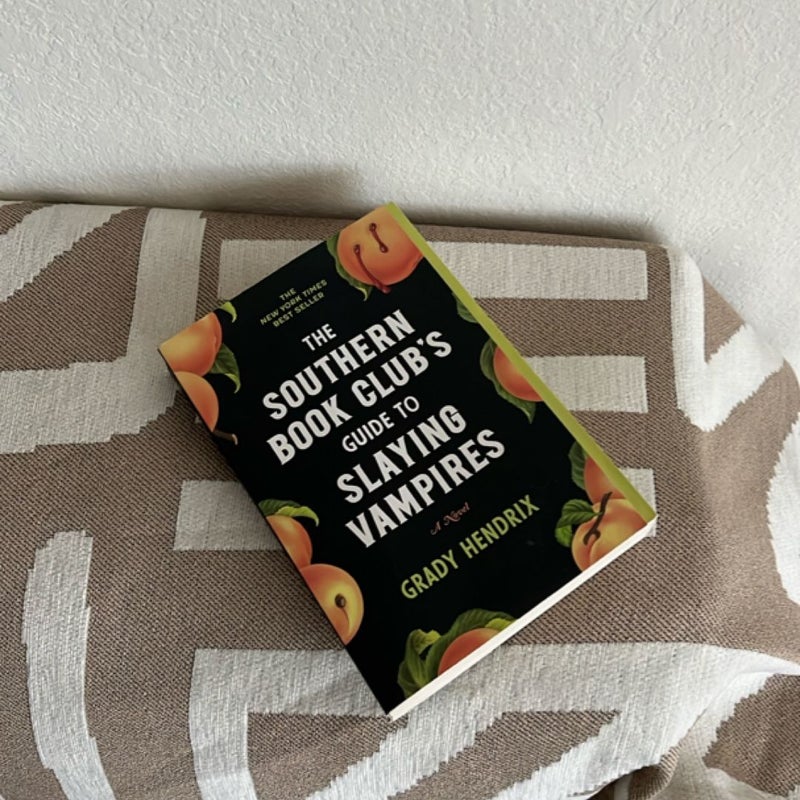 THE
NEW YORK TIMES
BEST SELLER
THE
SOUTHERN
BOOK CLUB'S
GUIDE TO
SLAYING
VAMPIRES
A Novel
GRADY HENDRIX